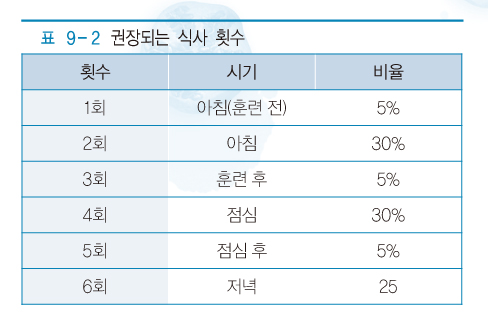 표 9-2 권장되는 식사 횟수
횟수 시기 비율
1회 아침(훈련 전) 5%
2회 아침 30%
3회 훈련 후 5%
4회 점심 30%
5회 점심 후 5%
6회 저녁 25